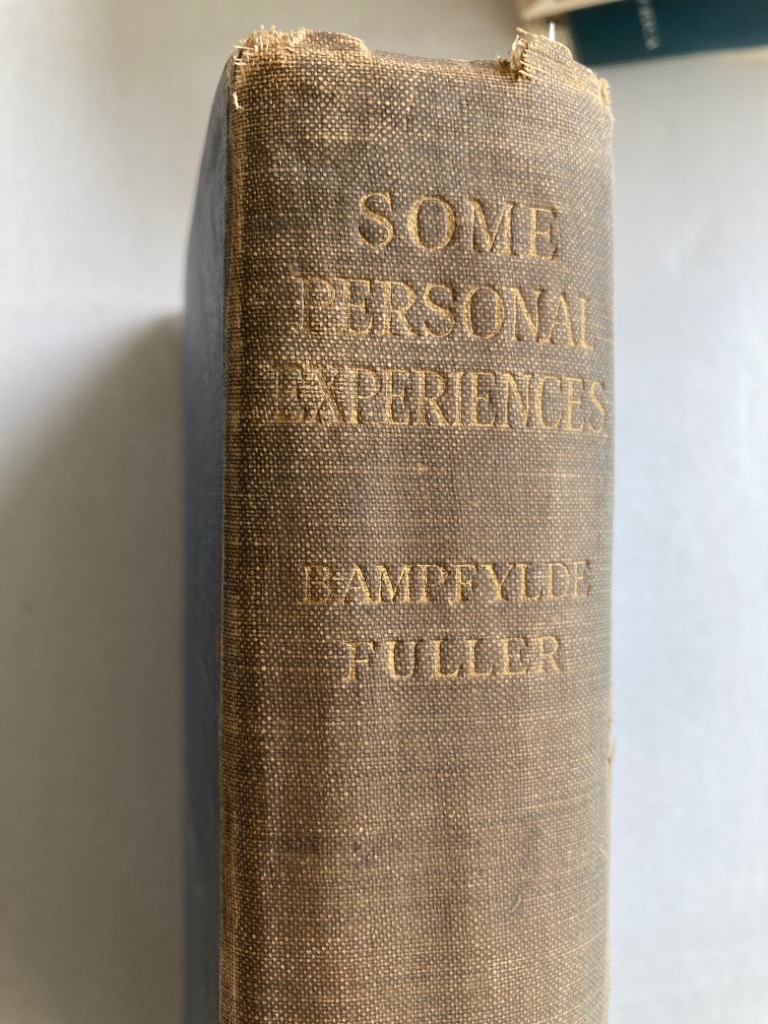 SOME
PERSONAL
EXPERIENCES
BAMPFYLDE
FULLER